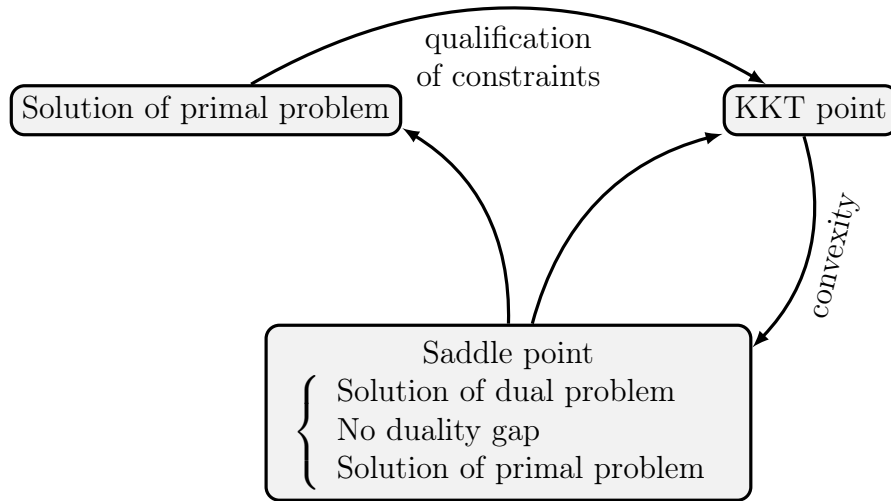 qualification
of constraints
Solution of primal problem
KKT point
convexity
Saddle point
Solution of dual problem
No duality gap
Solution of primal problem